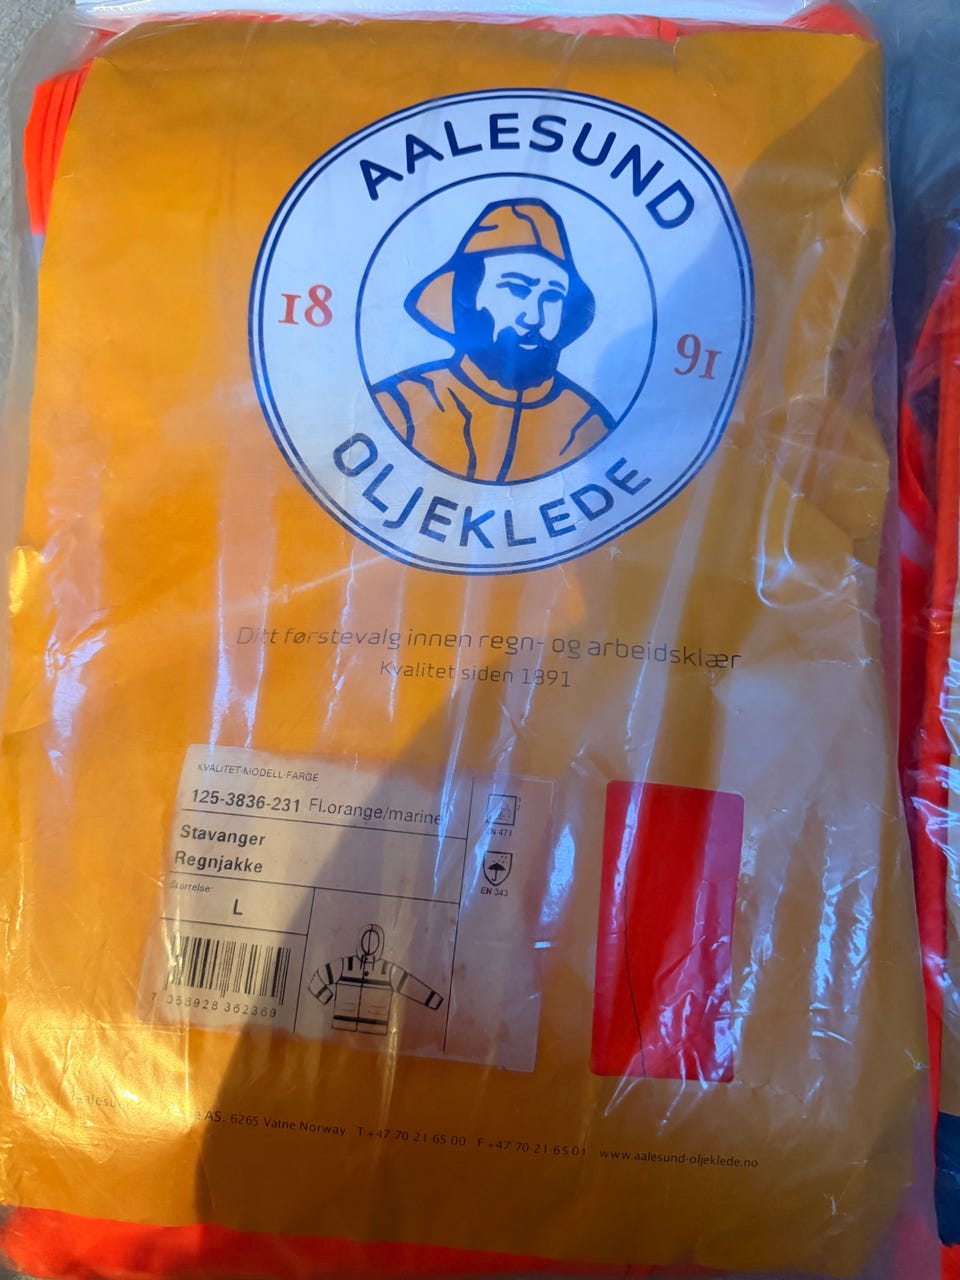 AALESUND
18 91
OLJEKLEDE
Ditt førstevalg innen regn- og arbeidsklær
Kvalitet siden 1891
KVALITET-MODELL-FARGE
125-3836-231 Fl.orange/marine
Stavanger
Regnjakke
EN 471
EN 343
Størrelse:
L
7 058928 362369
AS. 6265 Vatne Norway T +47 70 21 65 00 F +47 70 21 65 01 www.aalesund-oljeklede.no